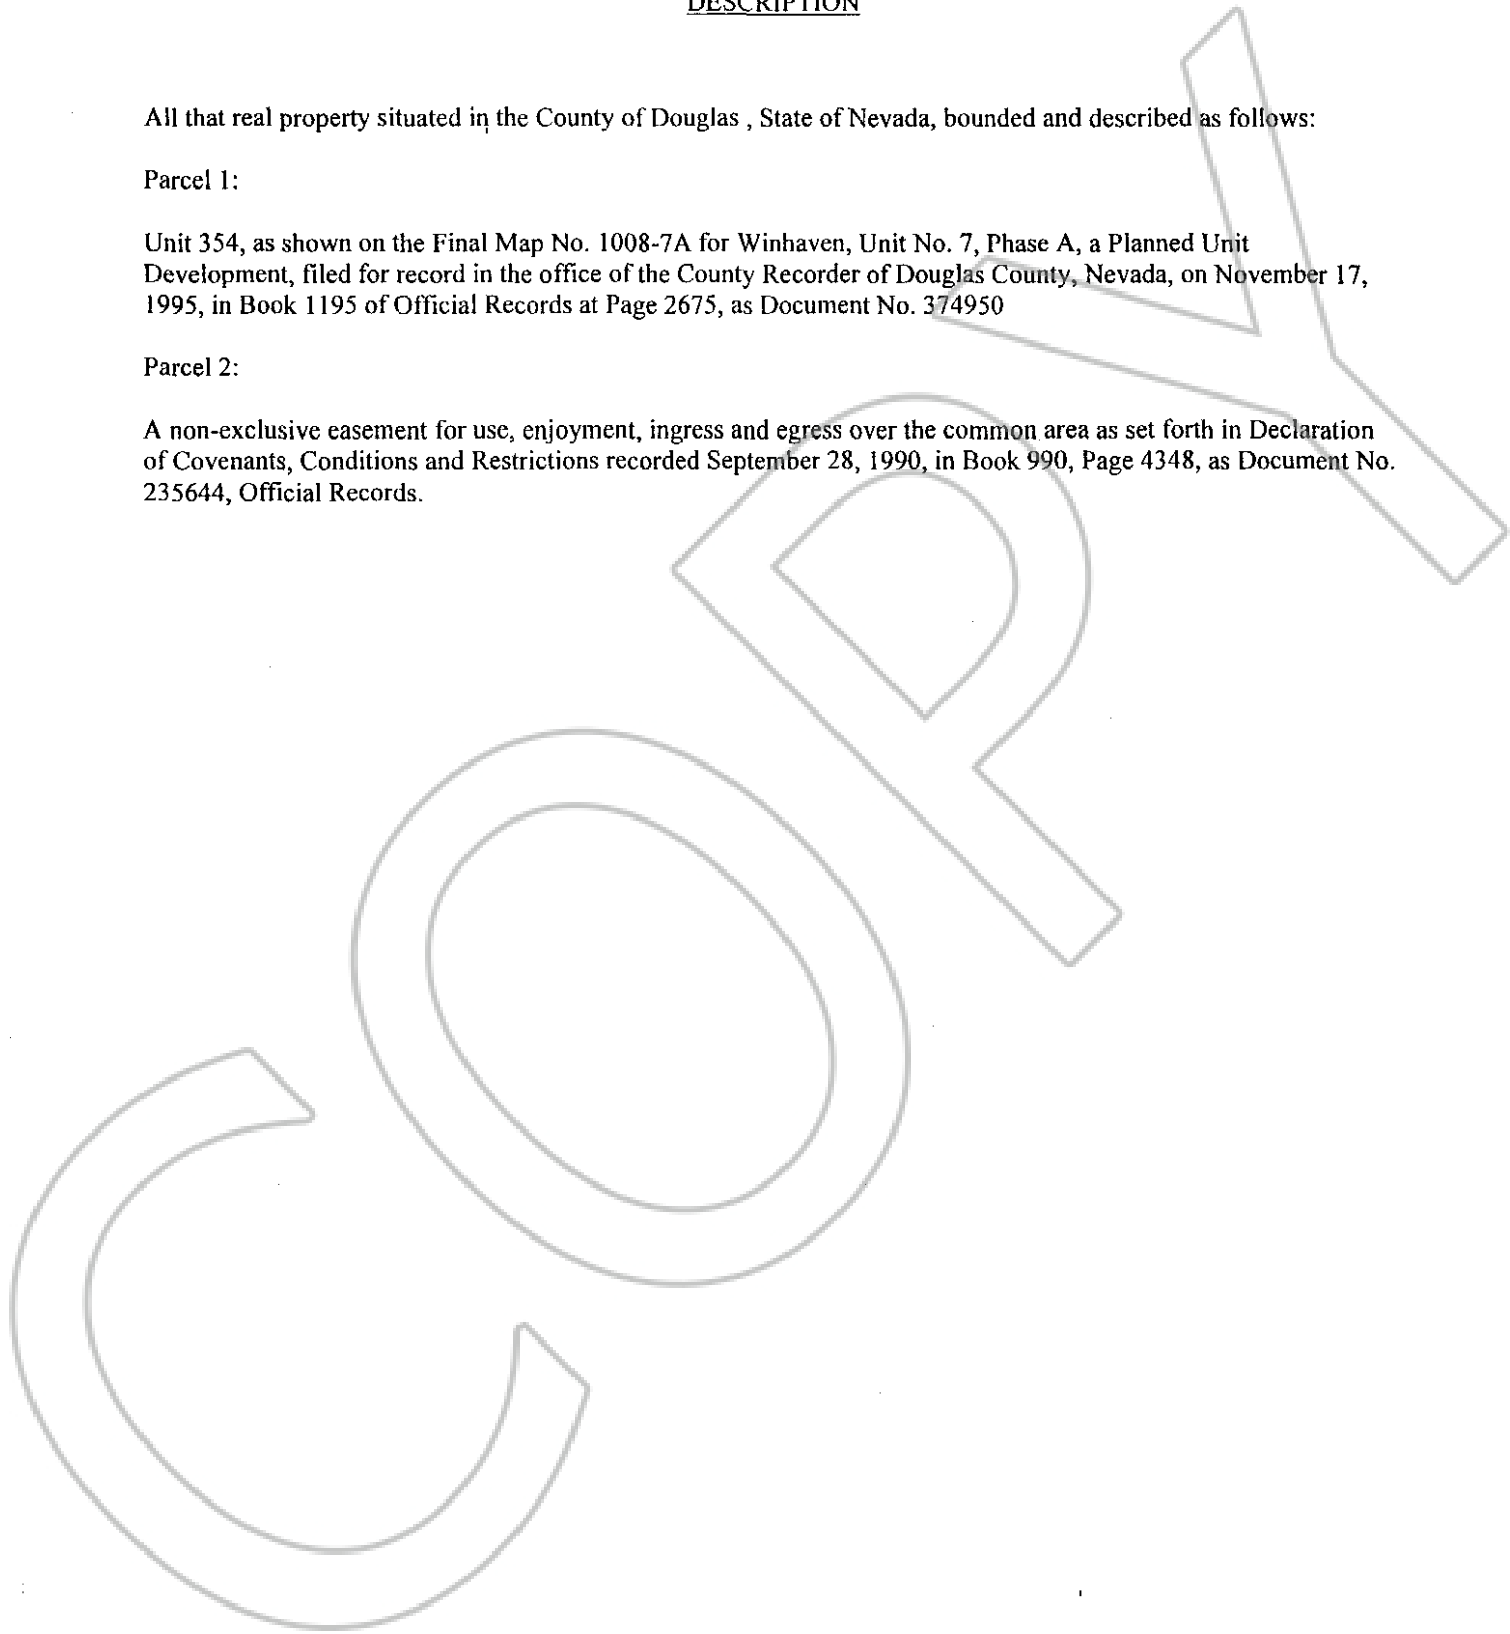 DESCRIPTION
All that real property situated in the County of Douglas , State of Nevada, bounded and described as follows:
Parcel 1:
Unit 354, as shown on the Final Map No. 1008-7A for Winhaven, Unit No. 7, Phase A, a Planned Unit
Development, filed for record in the office of the County Recorder of Douglas County, Nevada, on November 17,
1995, in Book 1195 of Official Records at Page 2675, as Document No. 374950
Parcel 2:
A non-exclusive easement for use, enjoyment, ingress and egress over the common area as set forth in Declaration
of Covenants, Conditions and Restrictions recorded September 28, 1990, in Book 990, Page 4348, as Document No.
235644, Official Records.
COPY